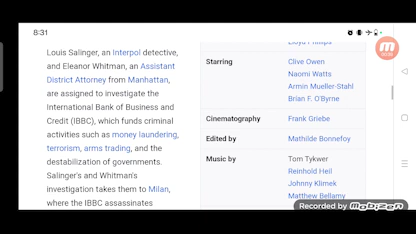 8:31
Louis Salinger, an Interpol detective,
and Eleanor Whitman, an Assistant
District Attorney from Manhattan,
are assigned to investigate the
International Bank of Business and
Credit (IBBC), which funds criminal
activities such as money laundering,
terrorism, arms trading, and the
destabilization of governments.
Salinger's and Whitman's
investigation takes them to Milan,
where the IBBC assassinates
Lloyd Phillips
Starring
Clive Owen
Naomi Watts
Armin Mueller-Stahl
Brian F. O'Byrne
Cinematography
Frank Griebe
Edited by
Mathilde Bonnefoy
Music by
Tom Tykwer
Reinhold Heil
Johnny Klimek
Matthew Bellamy
Recorded by Mobizen